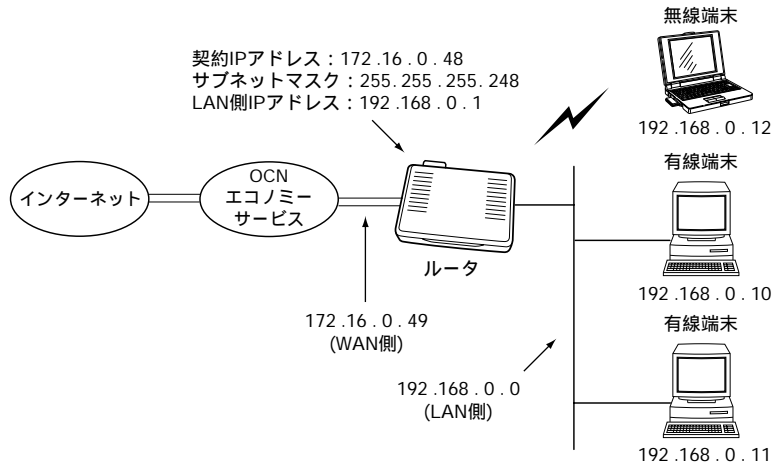 無線端末
契約IPアドレス：172.16.0.48
サブネットマスク：255.255.255.248
LAN側IPアドレス：192.168.0.1
192.168.0.12
有線端末
OCN
エコノミー
サービス
インターネット
ルータ
192.168.0.10
172.16.0.49
(WAN側)
有線端末
192.168.0.0
(LAN側)
192.168.0.11